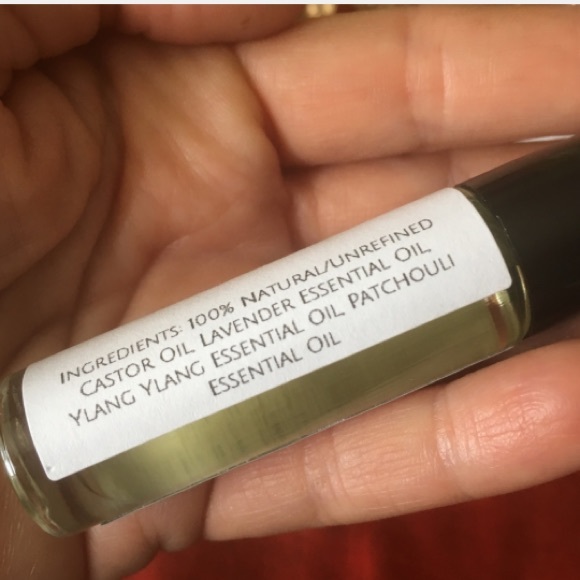 INGREDIENTS: 100% NATURAL/UNREFINED
CASTOR OIL LAVENDER ESSENTIAL OIL
YLANG YLANG ESSENTIAL OIL PATCHOULI
ESSENTIAL OIL